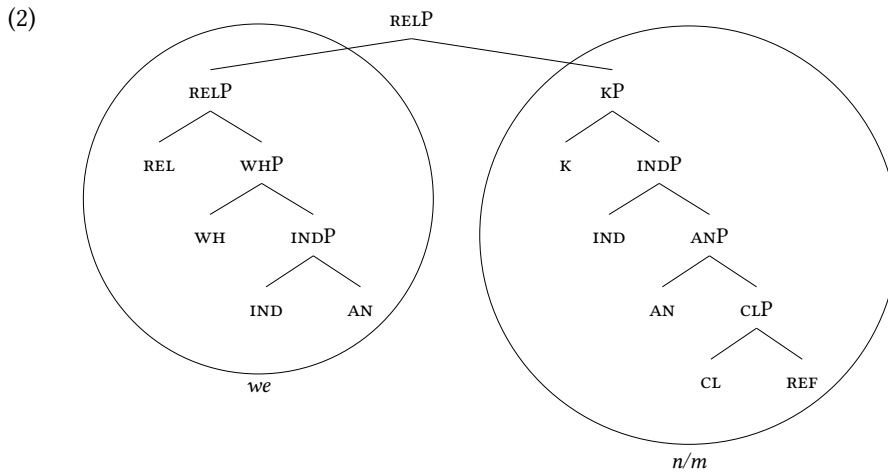 (2)
RELP
RELP KP
REL WHP K INDP
WH INDP IND ANP
IND AN AN CLP
CL REF
we
n/m